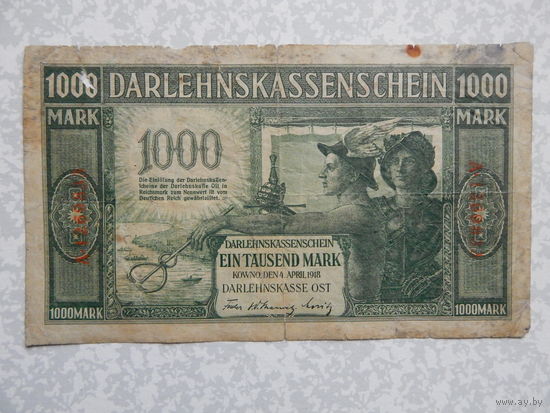 1000 DARLEHNSKASSENSCHEIN 1000
MARK MARK
1000
Die Einlösung der Darlehnskassen-
scheine der Darlehnskasse Ost in
Reichsmark zum Nennwert ist vom
Deutschen Reich gewährleistet.
DARLEHNSKASSENSCHEIN
EIN TAUSEND MARK
KOWNO, DEN 4. APRIL 1918
DARLEHNSKASSE OST
1000 MARK 1000 MARK
www.ay.by